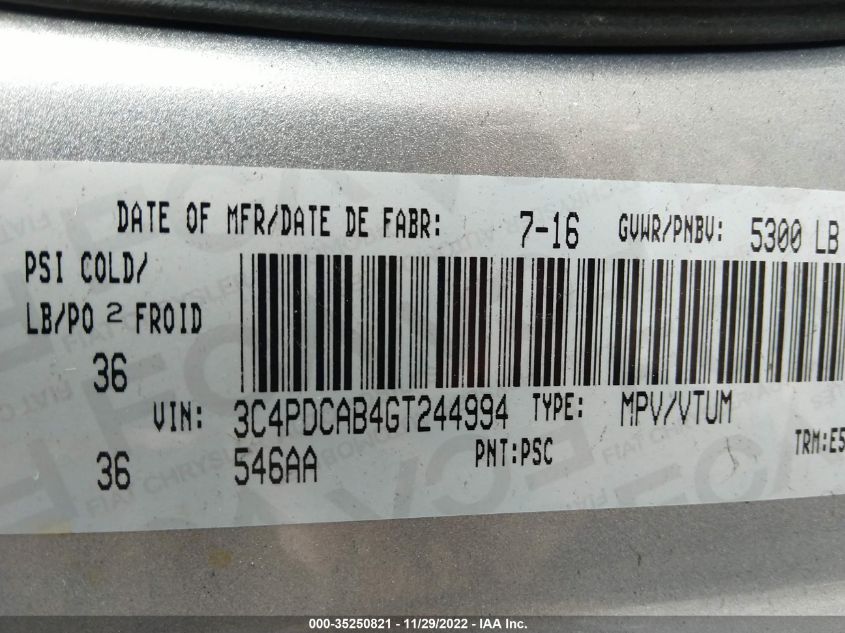 DATE OF MFR/DATE DE FABR: 7-16 GVWR/PNBV: 5300 LB
PSI COLD/
LB/PO 2 FROID
36
VIN: 3C4PDCAB4GT244994 TYPE: MPV/VTUM
36 546AA PNT:PSC TRM:E5
000-35250821 - 11/29/2022 - IAA Inc.